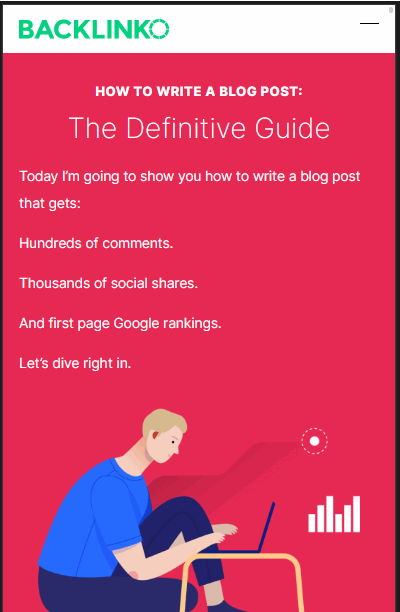 BACKLINKO
HOW TO WRITE A BLOG POST:
The Definitive Guide
Today I’m going to show you how to write a blog post
that gets:
Hundreds of comments.
Thousands of social shares.
And first page Google rankings.
Let’s dive right in.